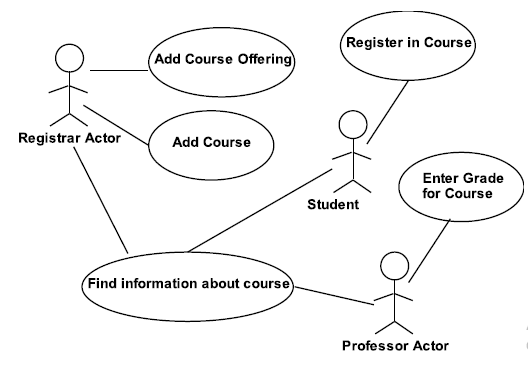 Add Course Offering
Register in Course
Registrar Actor
Add Course
Student
Enter Grade
for Course
Find information about course
Professor Actor